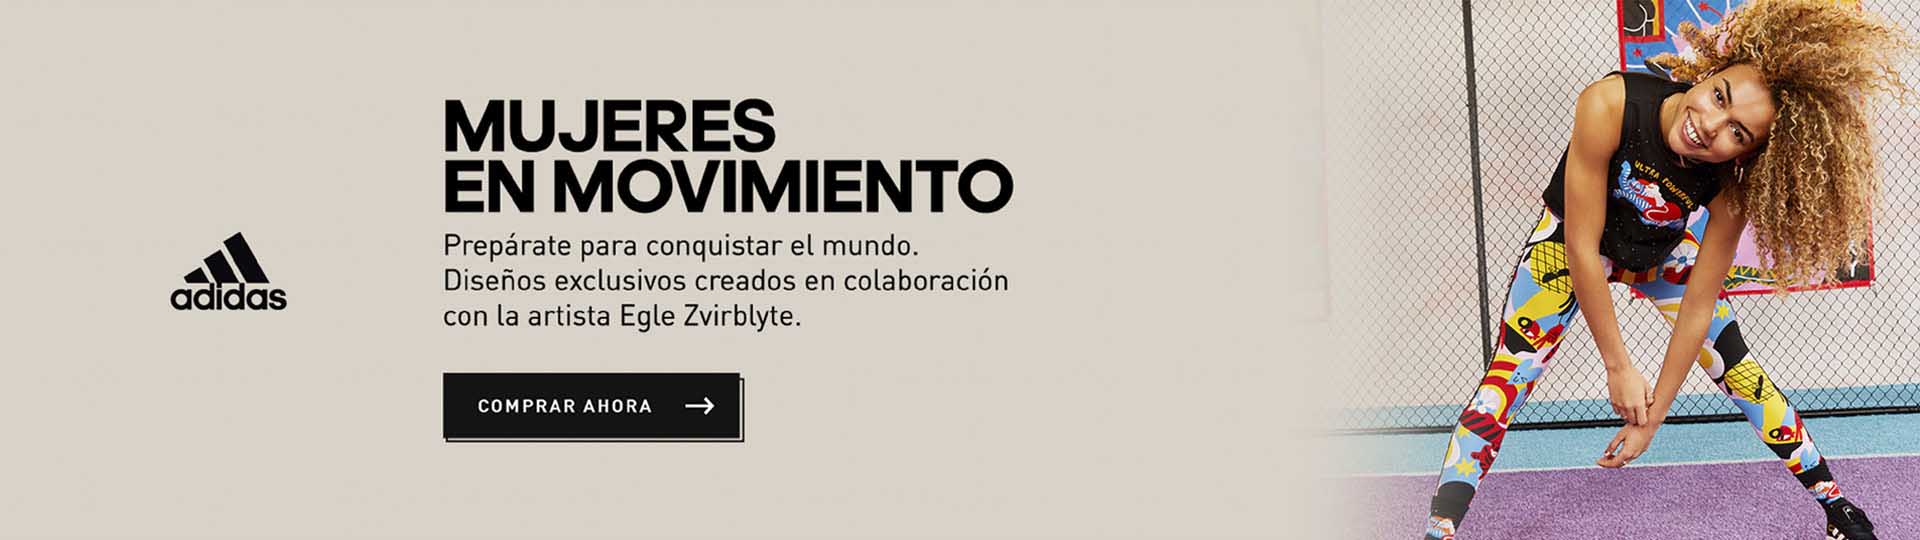 MUJERES
EN MOVIMIENTO
Prepárate para conquistar el mundo.
Diseños exclusivos creados en colaboración
con la artista Egle Zvirblyte.
adidas
COMPRAR AHORA
ULTRA POWERFUL